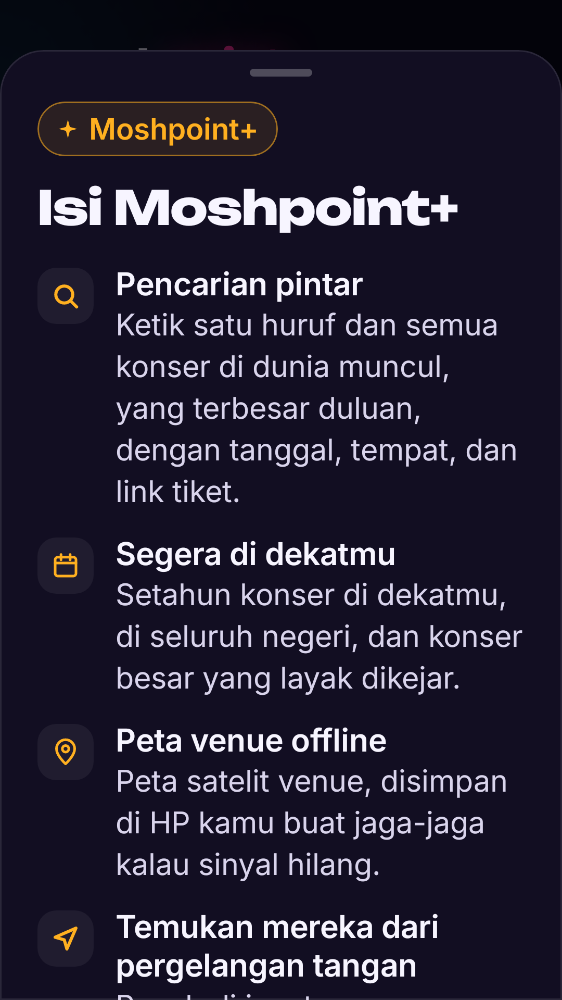 Moshpoint+
Isi Moshpoint+
Pencarian pintar
Ketik satu huruf dan semua
konser di dunia muncul,
yang terbesar duluan,
dengan tanggal, tempat, dan
link tiket.
Segera di dekatmu
Setahun konser di dekatmu,
di seluruh negeri, dan konser
besar yang layak dikejar.
Peta venue offline
Peta satelit venue, disimpan
di HP kamu buat jaga-jaga
kalau sinyal hilang.
Temukan mereka dari
pergelangan tangan